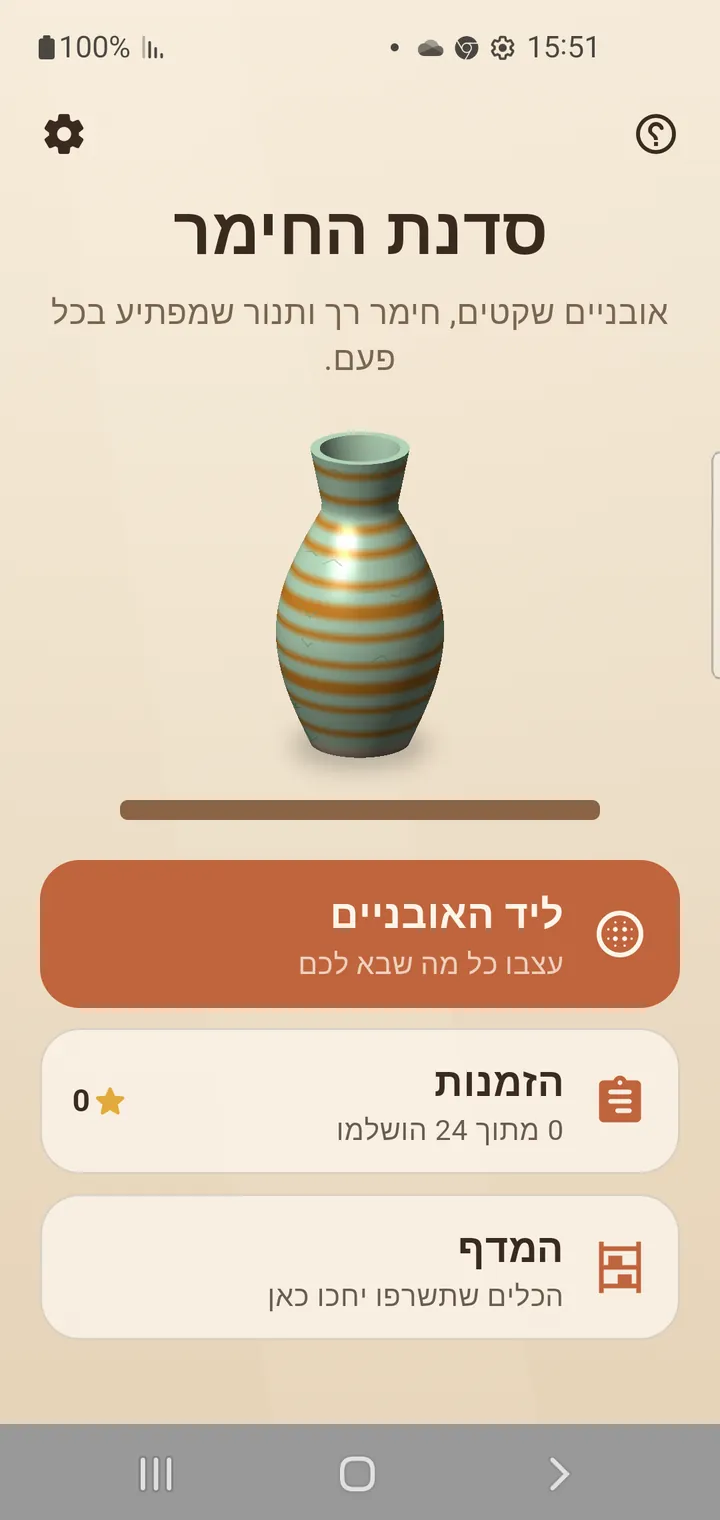 100% 15:51
סדנת החימר
אובניים שקטים, חימר רך ותנור שמפתיע בכל
פעם.
ליד האובניים
עצבו כל מה שבא לכם
הזמנות
0 מתוך 24 הושלמו
0
המדף
הכלים שתשרפו יחכו כאן